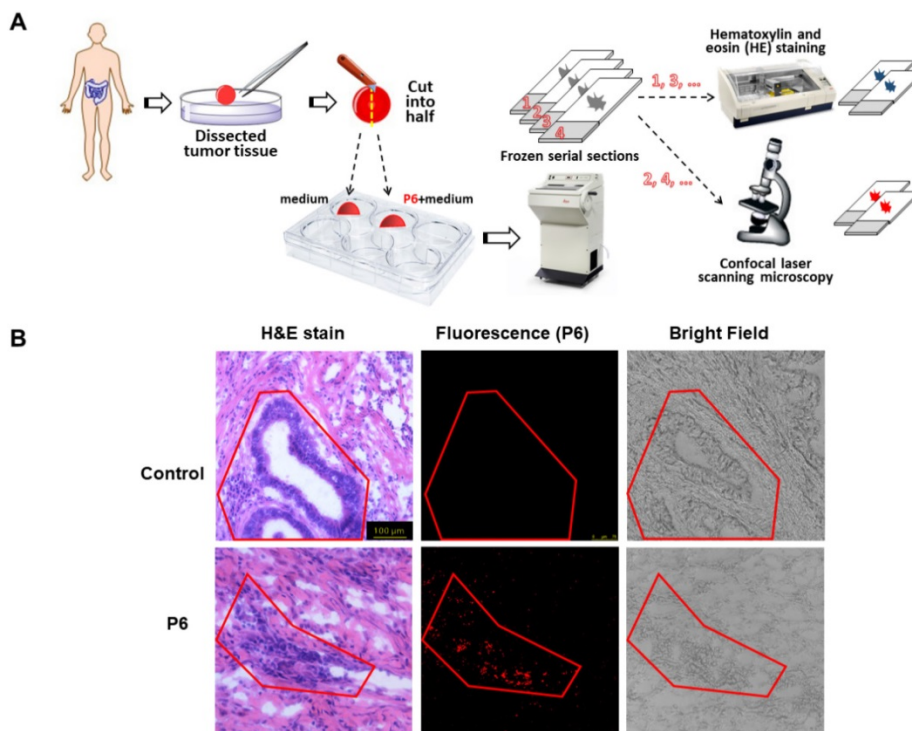 A
Hematoxylin and
eosin (HE) staining
1, 3, ...
Cut
into
half
1
2
3
4
Dissected
tumor tissue
Frozen serial sections
2, 4, ...
medium
P6+medium
Confocal laser
scanning microscopy
B
H&E stain
Fluorescence (P6)
Bright Field
Control
100 µm
P6